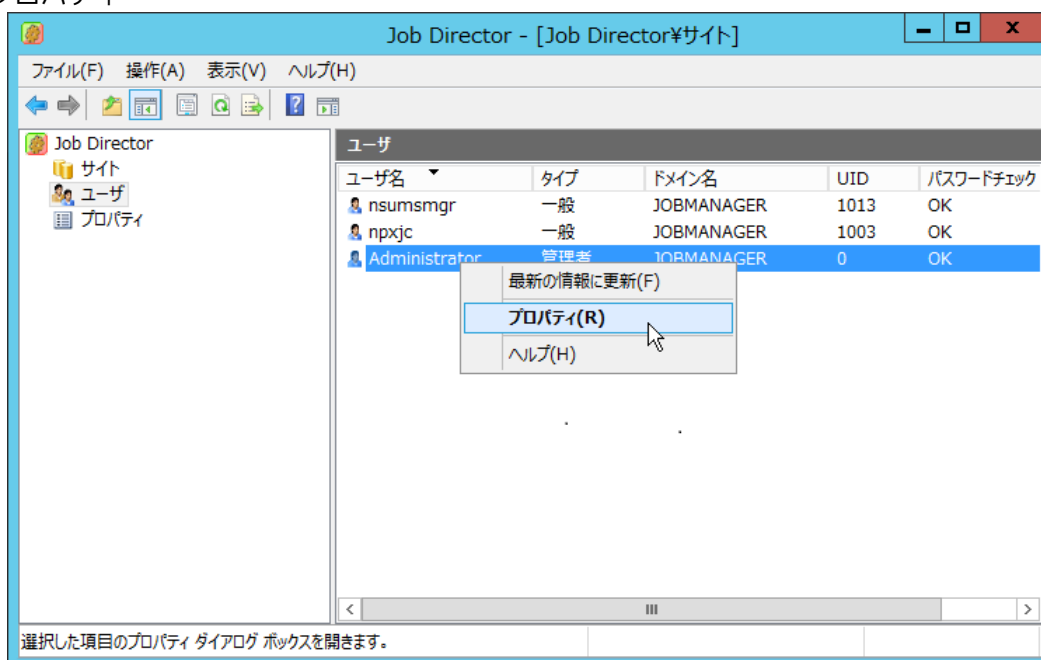 プロパティ
Job Director - [Job Director¥サイト]
ファイル(F) 操作(A) 表示(V) ヘルプ(H)
Job Director
サイト
ユーザ
プロパティ
ユーザ
ユーザ名 タイプ ドメイン名 UID パスワードチェック
nsumsmgr 一般 JOBMANAGER 1013 OK
npxjc 一般 JOBMANAGER 1003 OK
Administrator 管理者 JOBMANAGER 0 OK
最新の情報に更新(F)
プロパティ(R)
ヘルプ(H)
選択した項目のプロパティ ダイアログ ボックスを開きます。